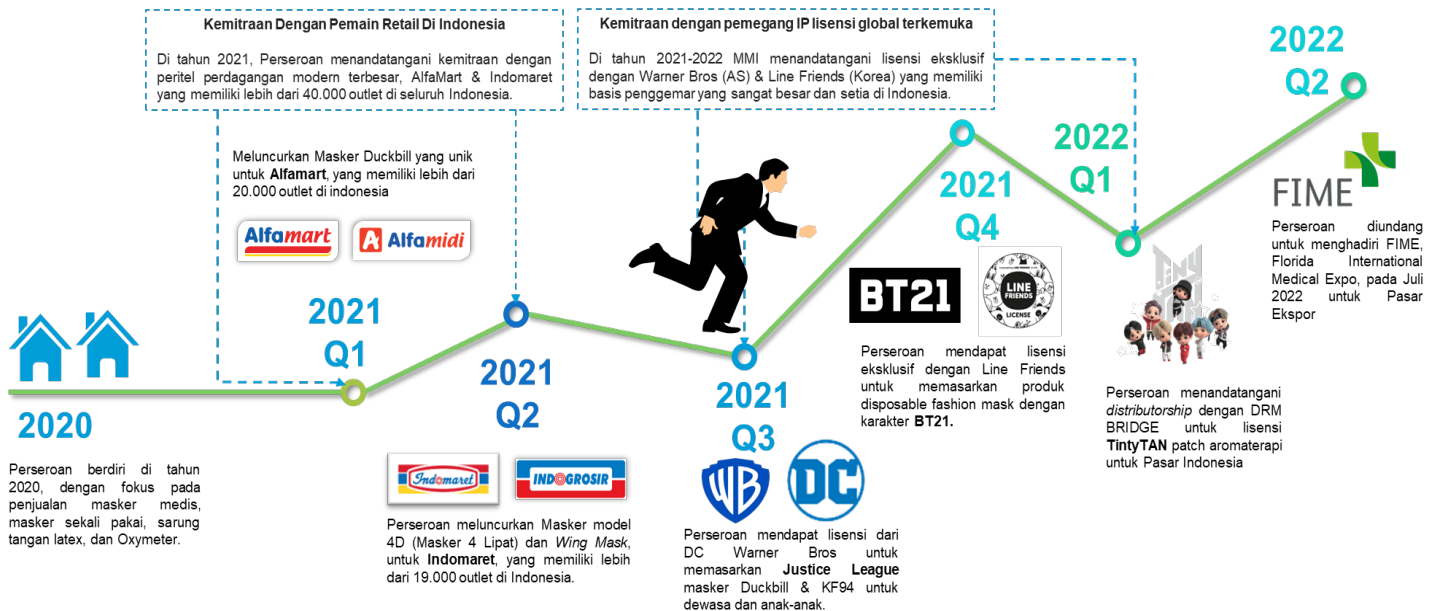 Kemitraan Dengan Pemain Retail Di Indonesia
Di tahun 2021, Perseroan menandatangani kemitraan dengan
peritel perdagangan modern terbesar, AlfaMart & Indomaret
yang memiliki lebih dari 40.000 outlet di seluruh Indonesia.
Kemitraan dengan pemegang IP lisensi global terkemuka
Di tahun 2021-2022 MMI menandatangani lisensi eksklusif
dengan Warner Bros (AS) & Line Friends (Korea) yang memiliki
basis penggemar yang sangat besar dan setia di Indonesia.
2020
Perseroan berdiri di tahun
2020, dengan fokus pada
penjualan masker medis,
masker sekali pakai, sarung
tangan latex, dan Oxymeter.
Meluncurkan Masker Duckbill yang unik
untuk Alfamart, yang memiliki lebih dari
20.000 outlet di indonesia
Alfamart
Alfamidi
2021
Q1
2021
Q2
Indomaret
INDOGROSIR
Perseroan meluncurkan Masker model
4D (Masker 4 Lipat) dan Wing Mask,
untuk Indomaret, yang memiliki lebih
dari 19.000 outlet di Indonesia.
2021
Q3
WB
DC
Perseroan mendapat lisensi dari
DC Warner Bros untuk
memasarkan Justice League
masker Duckbill & KF94 untuk
dewasa dan anak-anak.
2021
Q4
BT21
LINE
FRIENDS
LICENSE
Perseroan mendapat lisensi
eksklusif dengan Line Friends
untuk memasarkan produk
disposable fashion mask dengan
karakter BT21.
2022
Q1
Perseroan menandatangani
distributorship dengan DRM
BRIDGE untuk lisensi
TintyTAN patch aromaterapi
untuk Pasar Indonesia
2022
Q2
FIME
Perseroan diundang
untuk menghadiri FIME,
Florida International
Medical Expo, pada Juli
2022 untuk Pasar
Ekspor